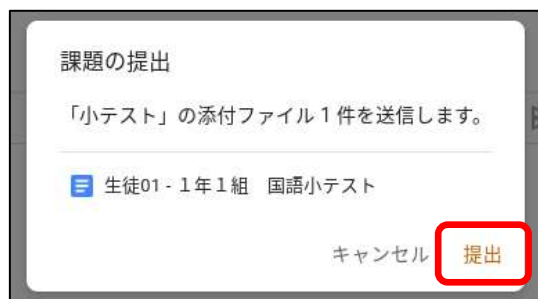 課題の提出
「小テスト」の添付ファイル１件を送信します。
生徒01 - １年１組　国語小テスト
キャンセル　提出